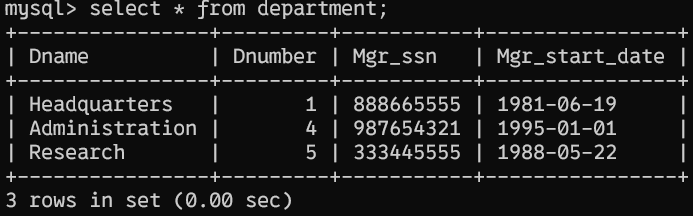 mysql> select * from department;
+----------------+---------+-----------+----------------+
| Dname          | Dnumber | Mgr_ssn   | Mgr_start_date |
+----------------+---------+-----------+----------------+
| Headquarters   |       1 | 888665555 | 1981-06-19     |
| Administration |       4 | 987654321 | 1995-01-01     |
| Research       |       5 | 333445555 | 1988-05-22     |
+----------------+---------+-----------+----------------+
3 rows in set (0.00 sec)